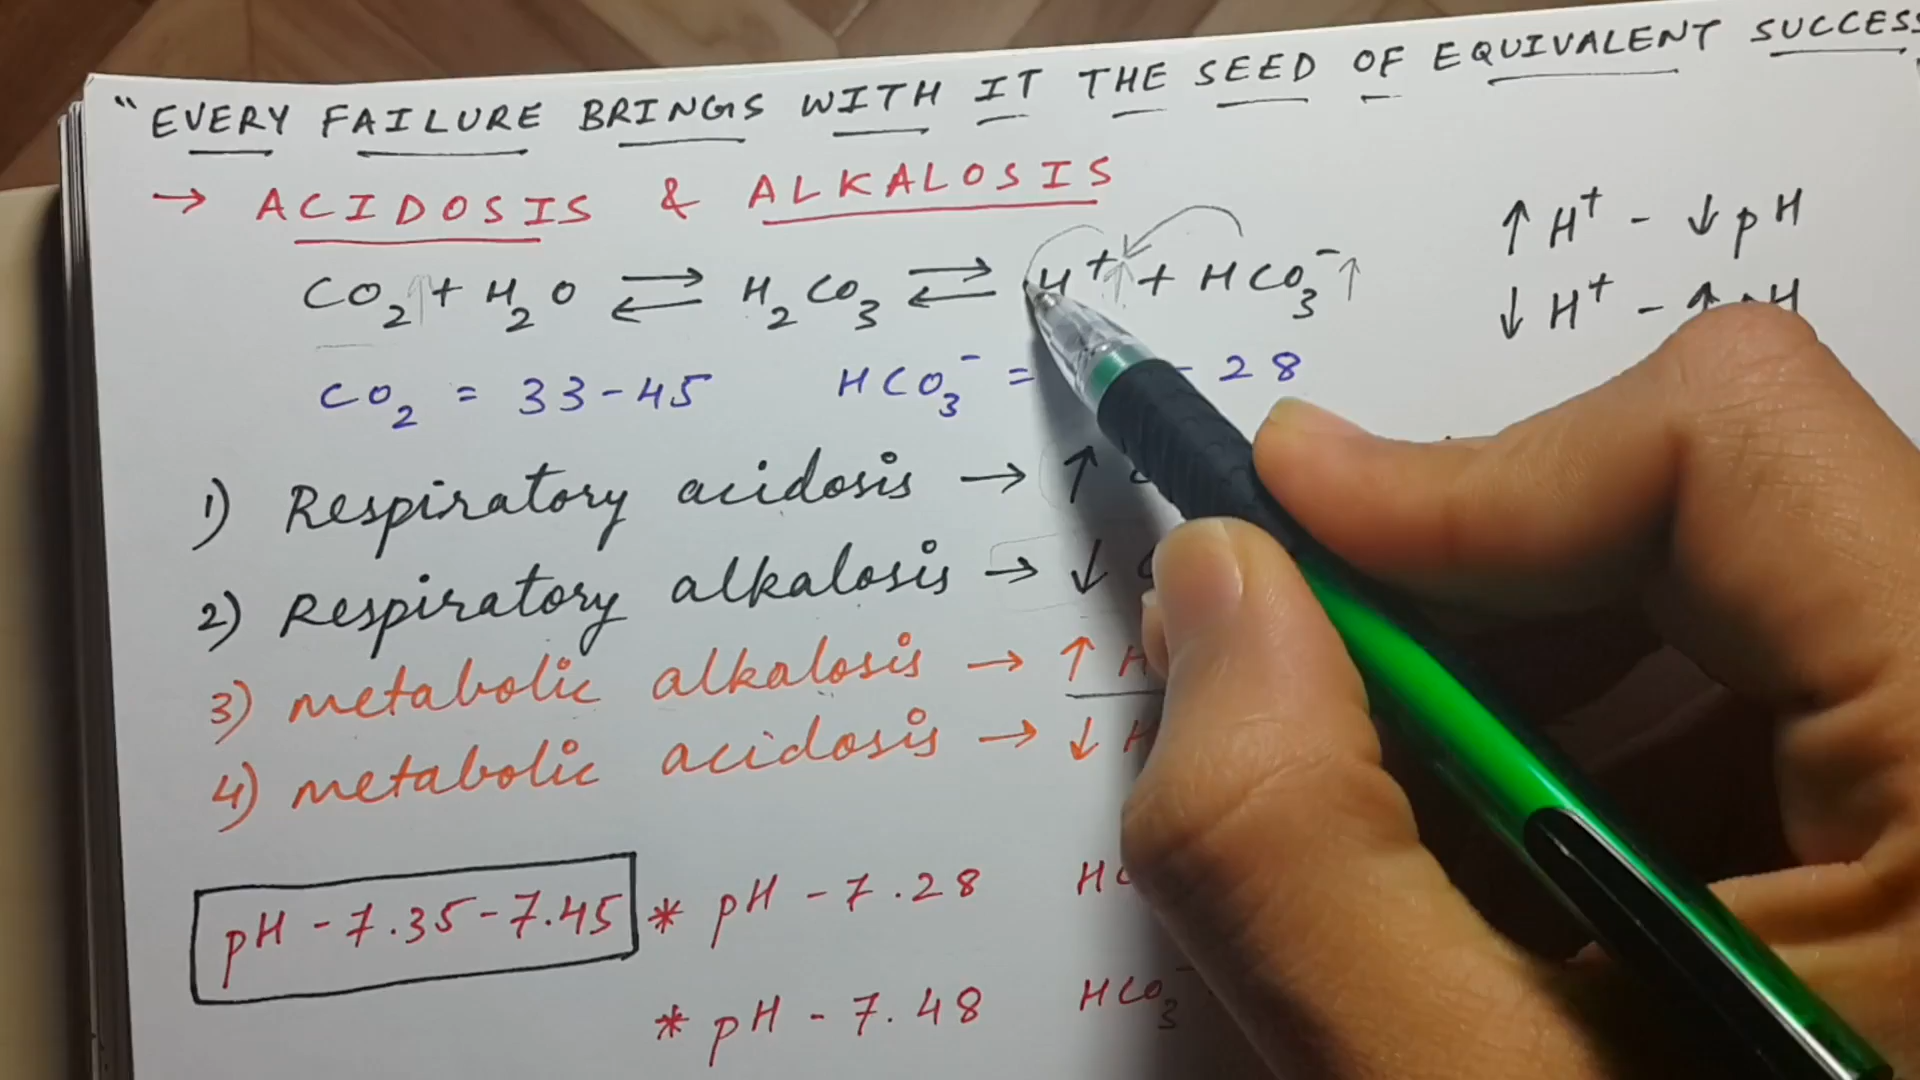 "EVERY FAILURE BRINGS WITH IT THE SEED OF EQUIVALENT SUCCESS
→ ACIDOSIS & ALKALOSIS
↑ H⁺ - ↓ pH
CO₂↑ + H₂O ⇌ H₂CO₃ ⇌ H⁺↑ + HCO₃⁻ ↑
↓ H⁺ - ↑ pH
CO₂ = 33-45 HCO₃⁻ = - 28
1) Respiratory acidosis → ↑
2) Respiratory alkalosis → ↓
3) metabolic alkalosis → ↑ H
4) metabolic acidosis → ↓ H
pH - 7.35-7.45
* pH - 7.28 HC
* pH - 7.48 HCO₃⁻